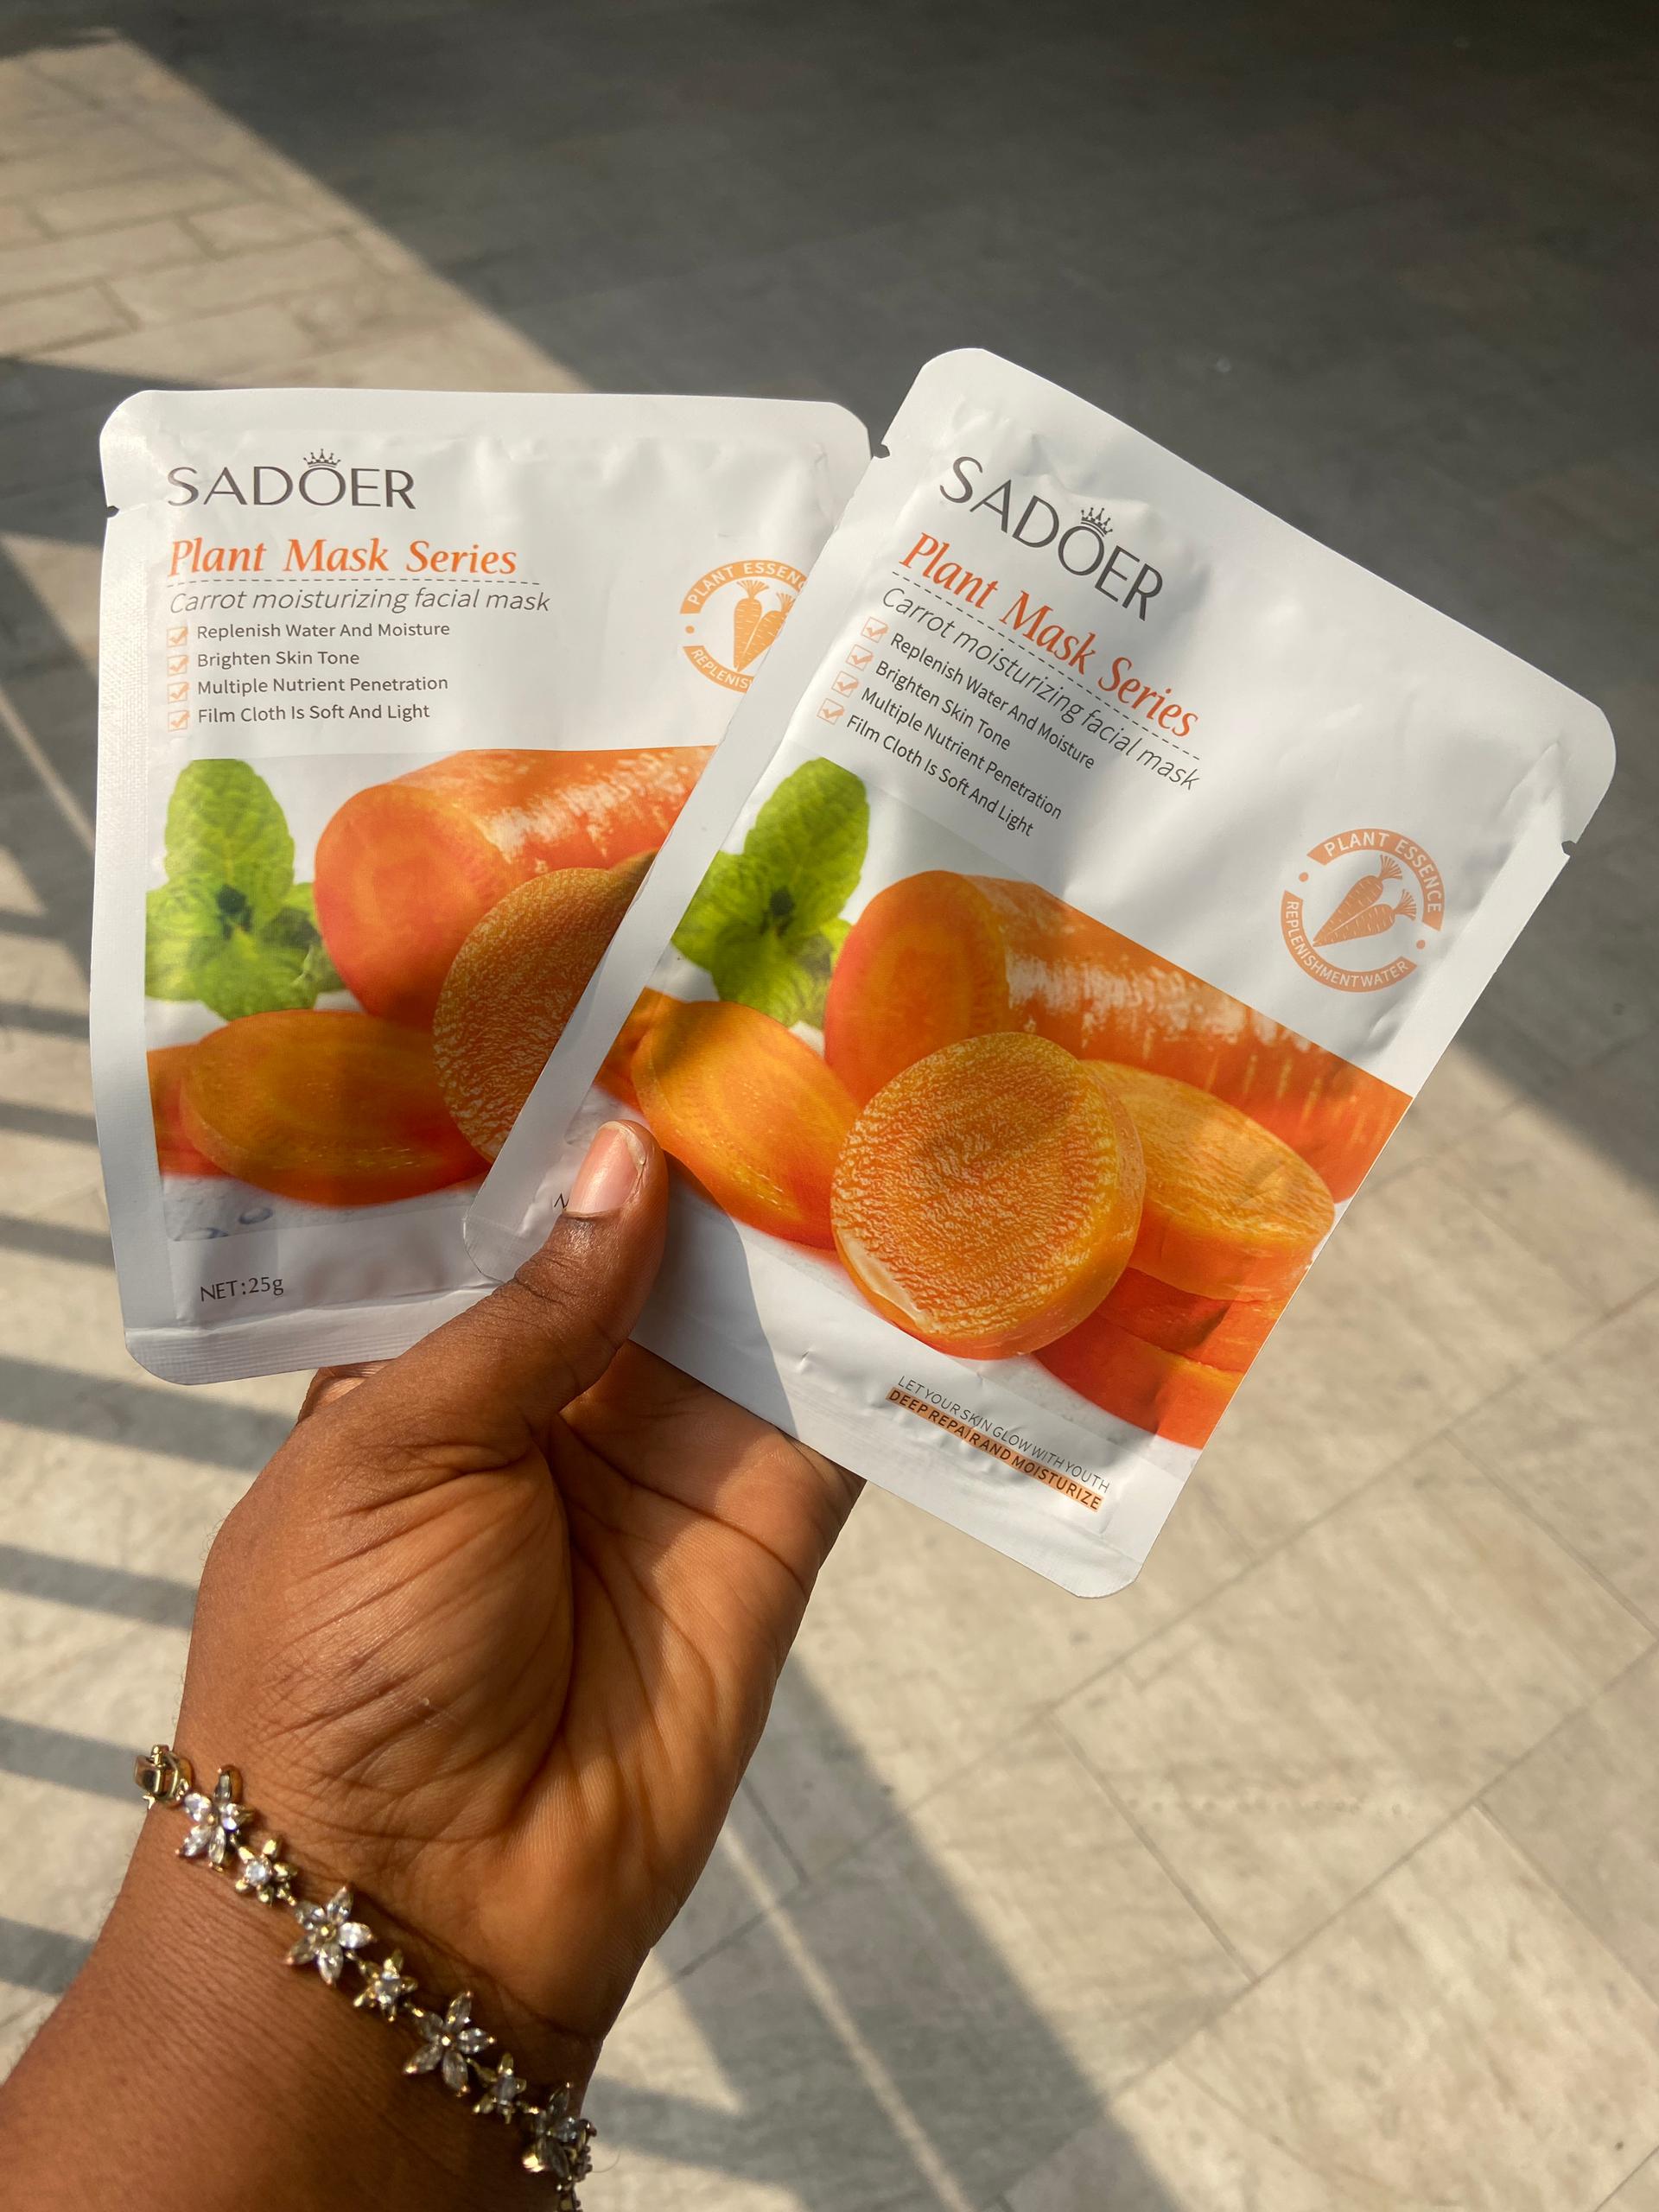 SADOER
Plant Mask Series
Carrot moisturizing facial mask
Replenish Water And Moisture
Brighten Skin Tone
Multiple Nutrient Penetration
Film Cloth Is Soft And Light
PLANT
NET:25g
SADOER
Plant Mask Series
Carrot moisturizing facial mask
Replenish Water And Moisture
Brighten Skin Tone
Multiple Nutrient Penetration
Film Cloth Is Soft And Light
PLANT ESSENCE
REPLENISHMENTWATER
LET YOUR SKIN GLOW WITH YOUTH
DEEP REPAIR AND MOISTURIZE